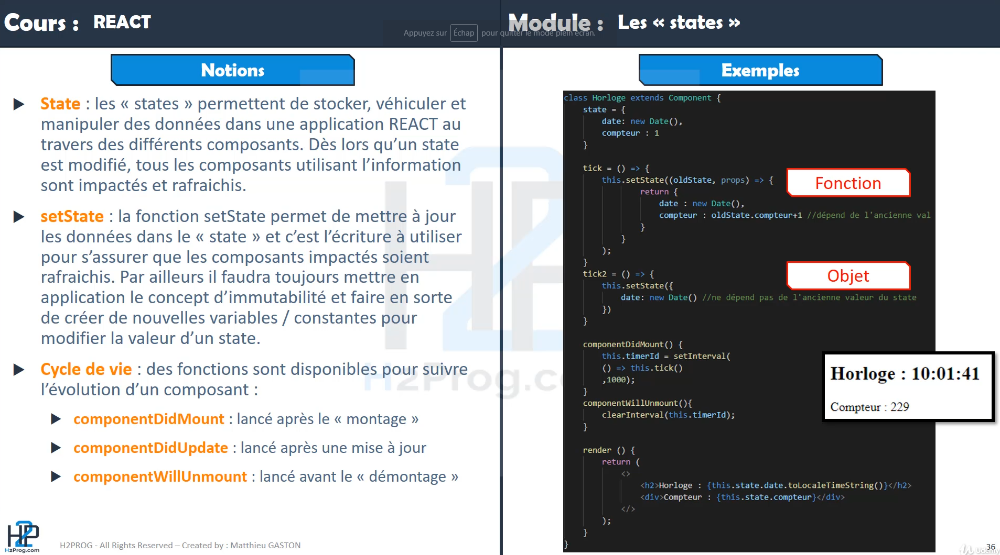 Cours : REACT
Module : Les « states »
Appuyez sur Échap pour quitter le mode plein écran.
Notions
State : les « states » permettent de stocker, véhiculer et
manipuler des données dans une application REACT au
travers des différents composants. Dès lors qu’un state
est modifié, tous les composants utilisant l’information
sont impactés et rafraichis.
setState : la fonction setState permet de mettre à jour
les données dans le « state » et c’est l’écriture à utiliser
pour s’assurer que les composants impactés soient
rafraichis. Par ailleurs il faudra toujours mettre en
application le concept d’immutabilité et faire en sorte
de créer de nouvelles variables / constantes pour
modifier la valeur d’un state.
Cycle de vie : des fonctions sont disponibles pour suivre
l’évolution d’un composant :
componentDidMount : lancé après le « montage »
componentDidUpdate : lancé après une mise à jour
componentWillUnmount : lancé avant le « démontage »
H2Prog.co
H2P
H2Prog.com
H2PROG - All Rights Reserved – Created by : Matthieu GASTON
Exemples
class Horloge extends Component {
state = {
date: new Date(),
compteur : 1
}
tick = () => {
this.setState((oldState, props) => {
return {
date : new Date(),
compteur : oldState.compteur+1 //dépend de l'ancienne val
}
}
);
}
tick2 = () => {
this.setState({
date: new Date() //ne dépend pas de l'ancienne valeur du state
})
}
componentDidMount() {
this.timerId = setInterval(
() => this.tick()
,1000);
}
componentWillUnmount(){
clearInterval(this.timerId);
}
render () {
return (
<>
<h2>Horloge : {this.state.date.toLocaleTimeString()}</h2>
<div>Compteur : {this.state.compteur}</div>
</>
);
}
}
Fonction
Objet
Horloge : 10:01:41
Compteur : 229
36
Udemy